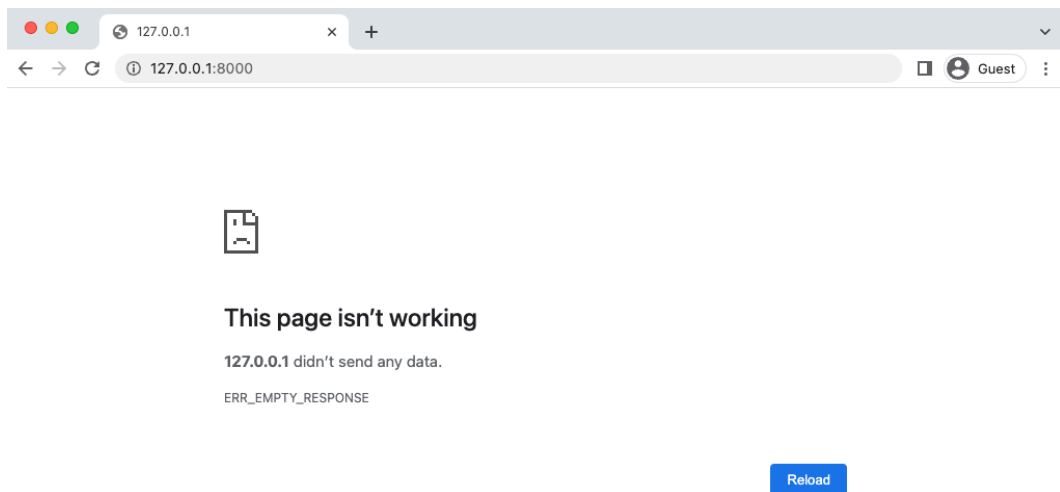 127.0.0.1
127.0.0.1:8000
Guest
This page isn't working
127.0.0.1 didn't send any data.
ERR_EMPTY_RESPONSE
Reload